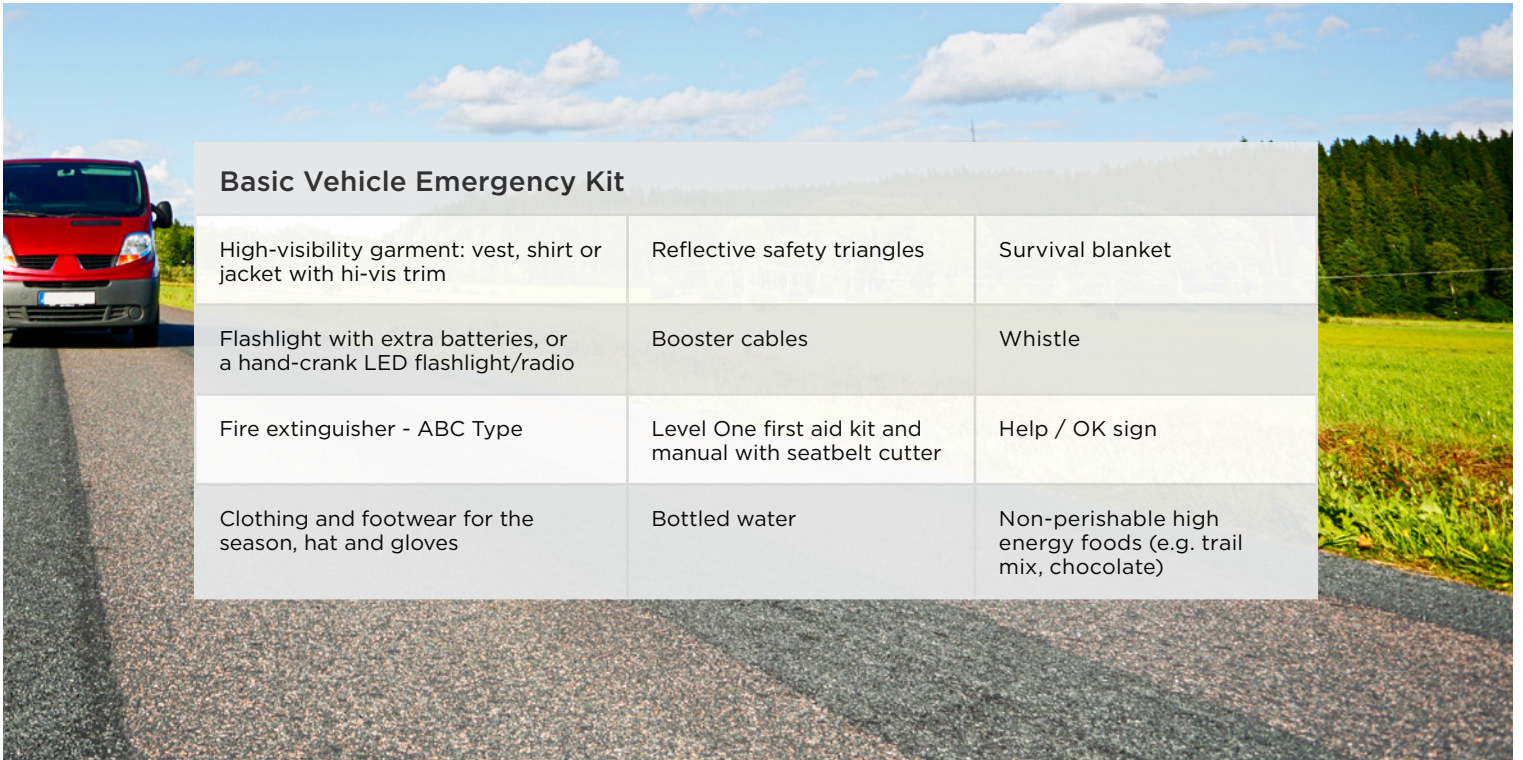 Basic Vehicle Emergency Kit
High-visibility garment: vest, shirt or
jacket with hi-vis trim
Reflective safety triangles
Survival blanket
Flashlight with extra batteries, or
a hand-crank LED flashlight/radio
Booster cables
Whistle
Fire extinguisher - ABC Type
Level One first aid kit and
manual with seatbelt cutter
Help / OK sign
Clothing and footwear for the
season, hat and gloves
Bottled water
Non-perishable high
energy foods (e.g. trail
mix, chocolate)